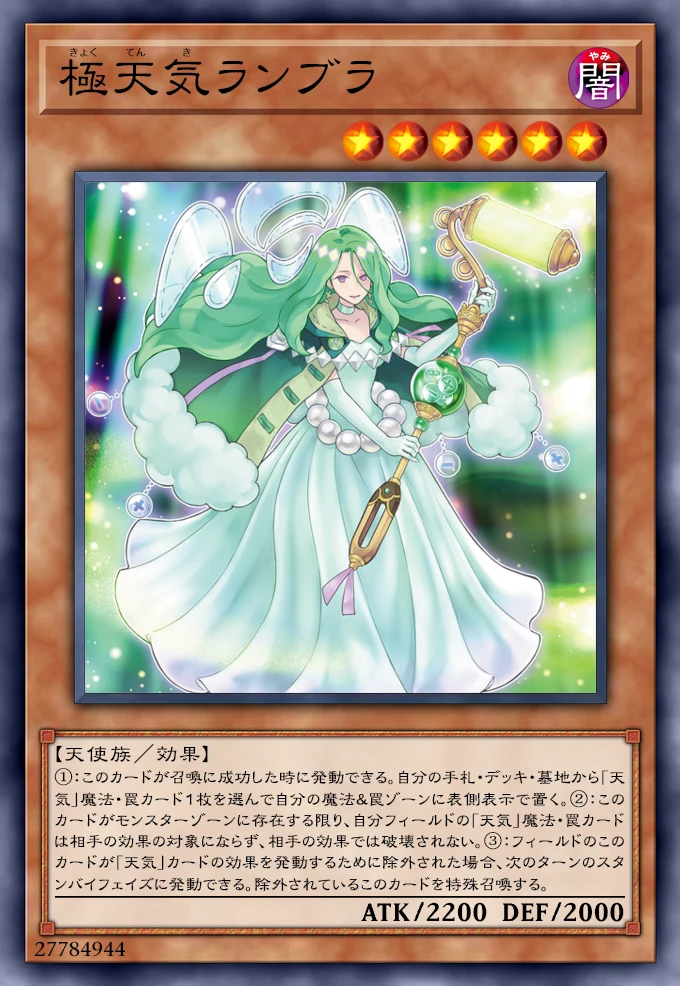 きょくてんき
極天気ランブラ
やみ
闇
【天使族／効果】
①：このカードが召喚に成功した時に発動できる。自分の手札・デッキ・墓地から「天
気」魔法・罠カード1枚を選んで自分の魔法&罠ゾーンに表側表示で置く。②：この
カードがモンスターゾーンに存在する限り、自分フィールドの「天気」魔法・罠カード
は相手の効果の対象にならず、相手の効果では破壊されない。③：フィールドのこの
カードが「天気」カードの効果を発動するために除外された場合、次のターンのスタ
ンバイフェイズに発動できる。除外されているこのカードを特殊召喚する。
ATK/2200 DEF/2000
27784944